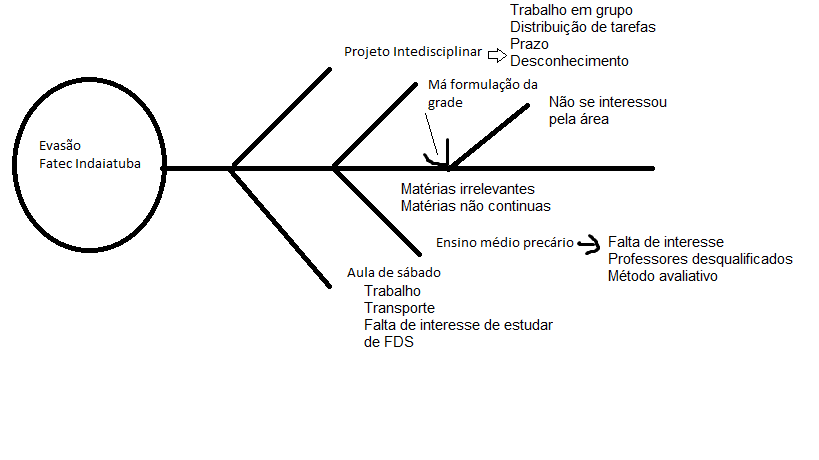 Trabalho em grupo
Distribuição de tarefas
Prazo
Desconhecimento
Projeto Intedisciplinar
Má formulação da
grade
Não se interessou
pela área
Evasão
Fatec Indaiatuba
Matérias irrelevantes
Matérias não continuas
Ensino médio precário
Falta de interesse
Professores desqualificados
Método avaliativo
Aula de sábado
Trabalho
Transporte
Falta de interesse de estudar
de FDS